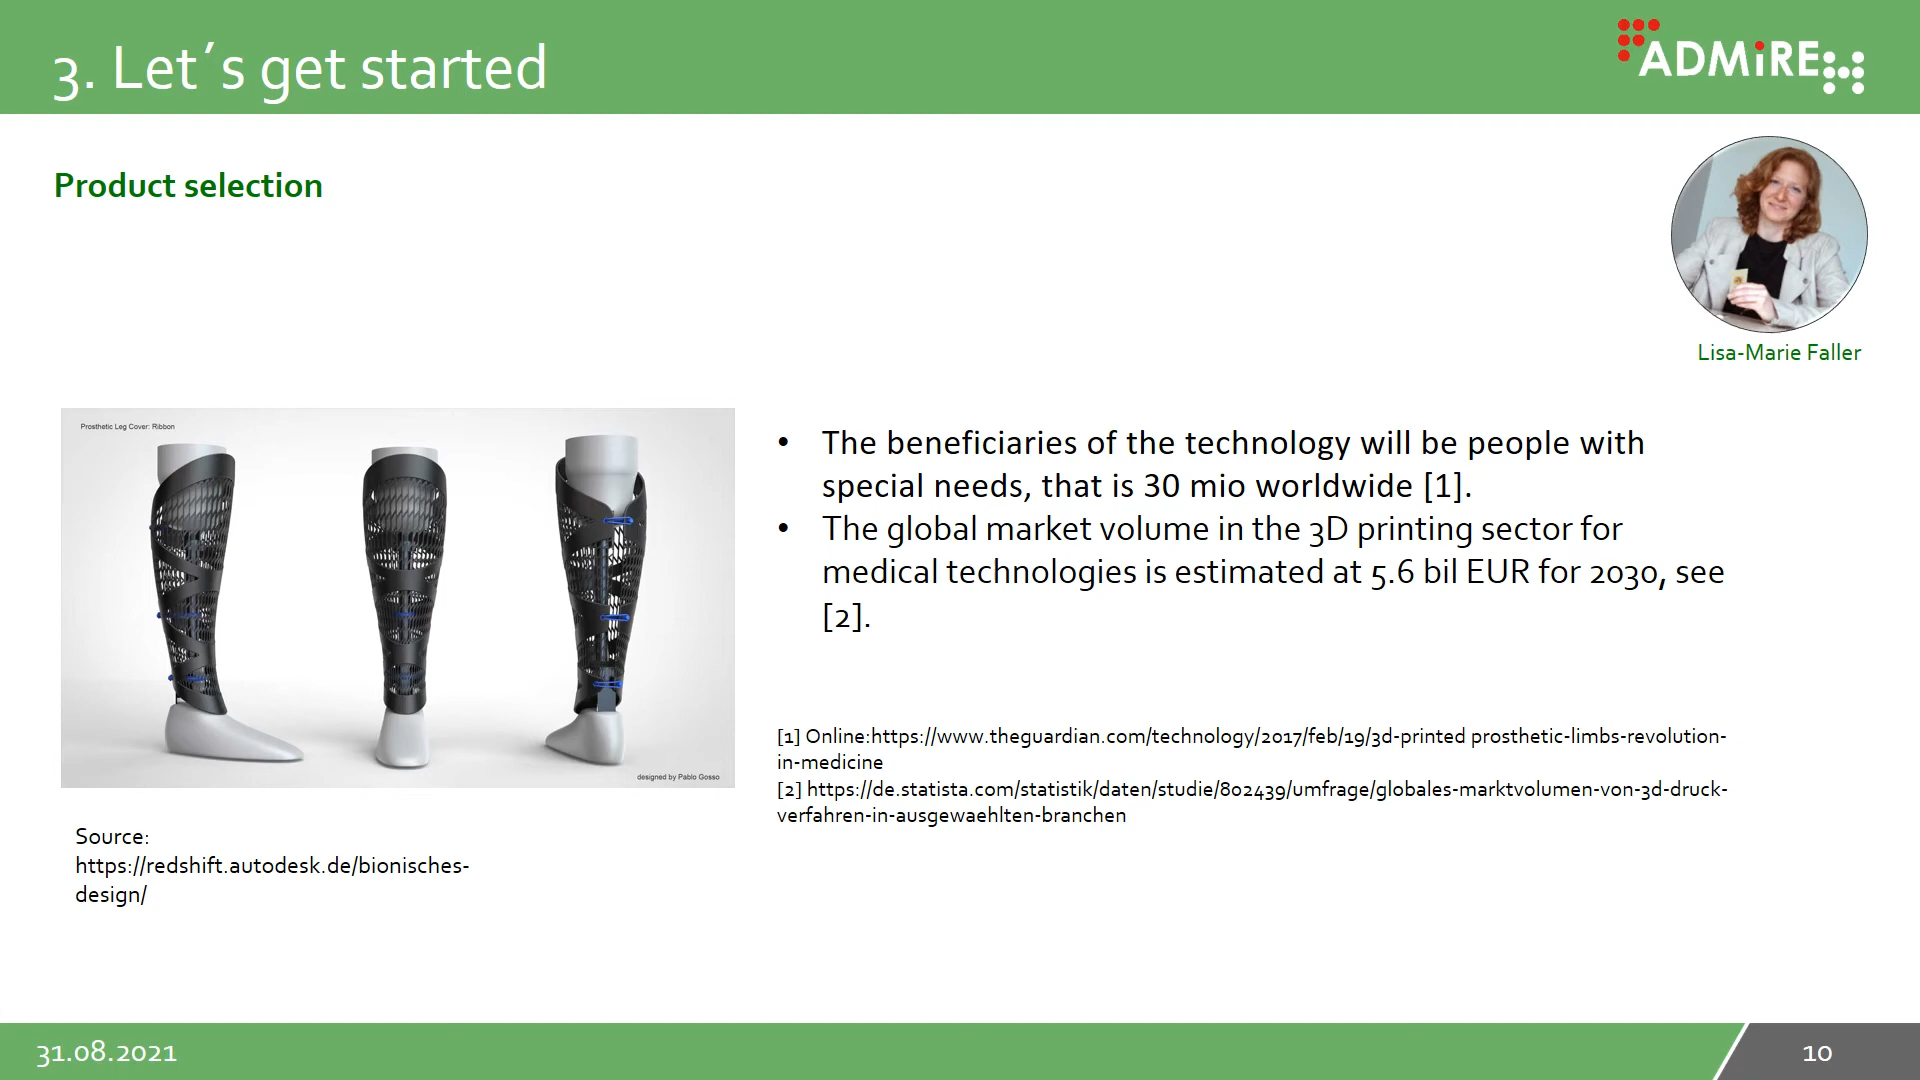 3. Let´s get started
ADMiRE
Product selection
Lisa-Marie Faller
Prosthetic Leg Cover: Ribbon
designed by Pablo Gosso
Source:
https://redshift.autodesk.de/bionisches-
design/
• The beneficiaries of the technology will be people with
special needs, that is 30 mio worldwide [1].
• The global market volume in the 3D printing sector for
medical technologies is estimated at 5.6 bil EUR for 2030, see
[2].
[1] Online:https://www.theguardian.com/technology/2017/feb/19/3d-printed prosthetic-limbs-revolution-
in-medicine
[2] https://de.statista.com/statistik/daten/studie/802439/umfrage/globales-marktvolumen-von-3d-druck-
verfahren-in-ausgewaehlten-branchen
31.08.2021
10